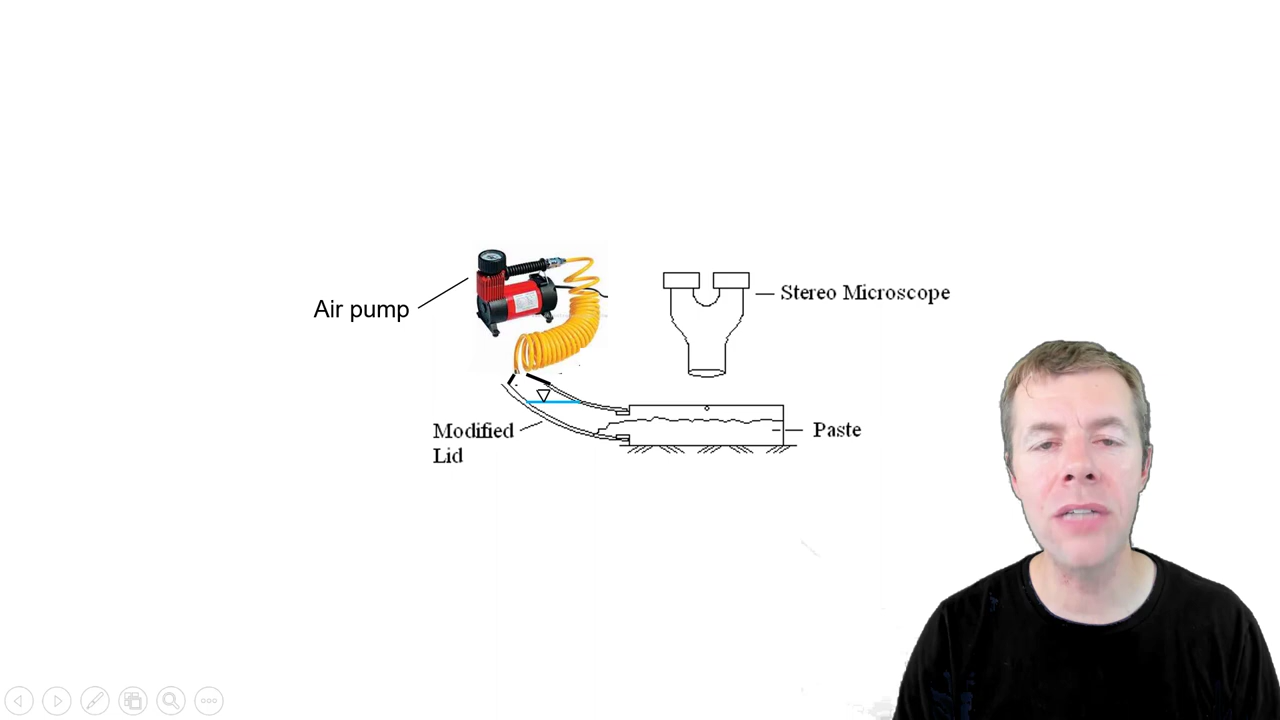 Air pump
Stereo Microscope
Modified
Lid
Paste